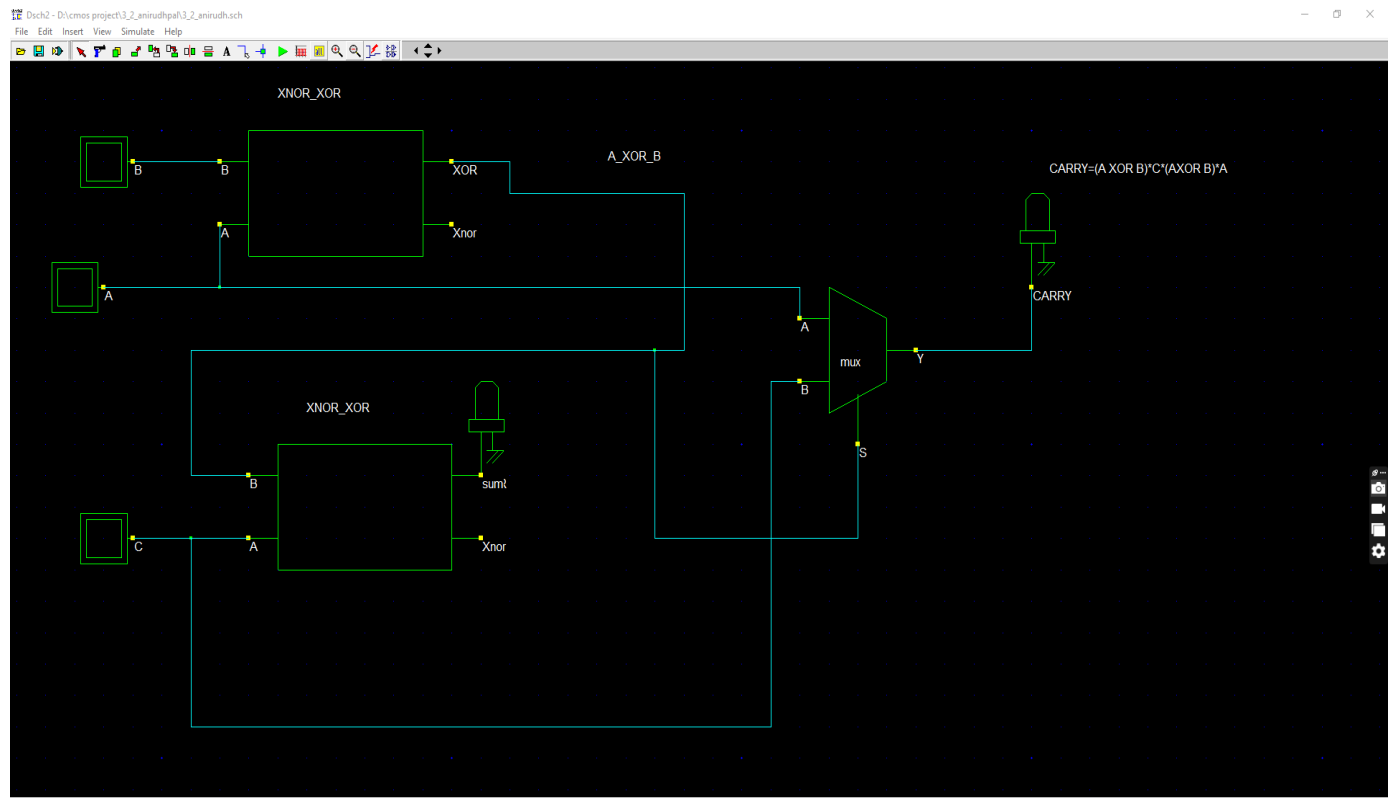 Dsch2 - D:\cmos project\3_2_anirudhpal\3_2_anirudh.sch
File Edit Insert View Simulate Help
XNOR_XOR
A_XOR_B
CARRY=(A XOR B)*C*(AXOR B)*A
B
B
XOR
A
Xnor
A
CARRY
A
mux
Y
B
XNOR_XOR
S
B
A
Xnor
C